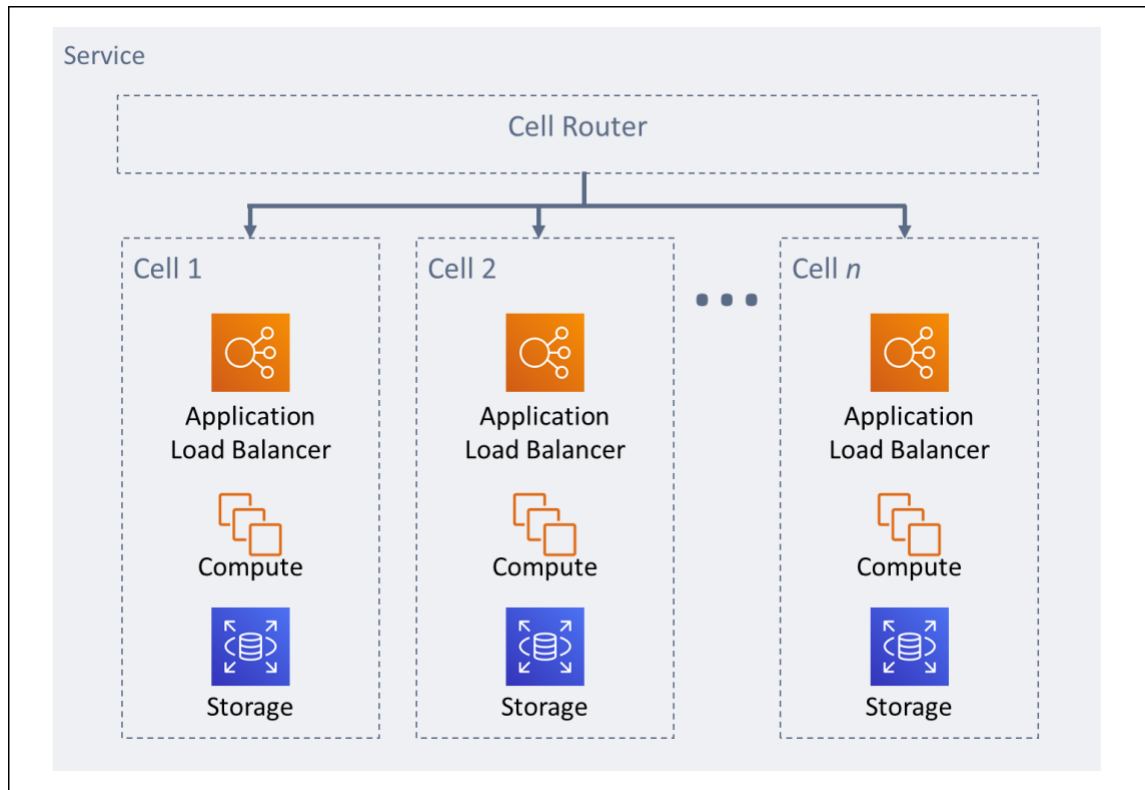 Service
Cell Router
Cell 1
Cell 2
Cell n
Application
Load Balancer
Application
Load Balancer
Application
Load Balancer
Compute
Compute
Compute
Storage
Storage
Storage